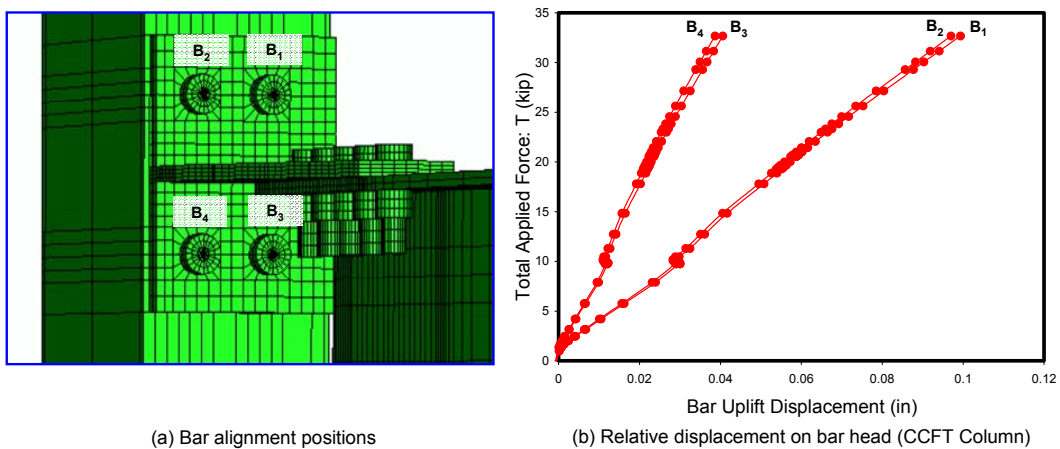 B2
B1
B4
B3
(a) Bar alignment positions
Total Applied Force: T (kip)
35
30
25
20
15
10
5
0
B4 B3
B2 B1
0 0.02 0.04 0.06 0.08 0.1 0.12
Bar Uplift Displacement (in)
(b) Relative displacement on bar head (CCFT Column)